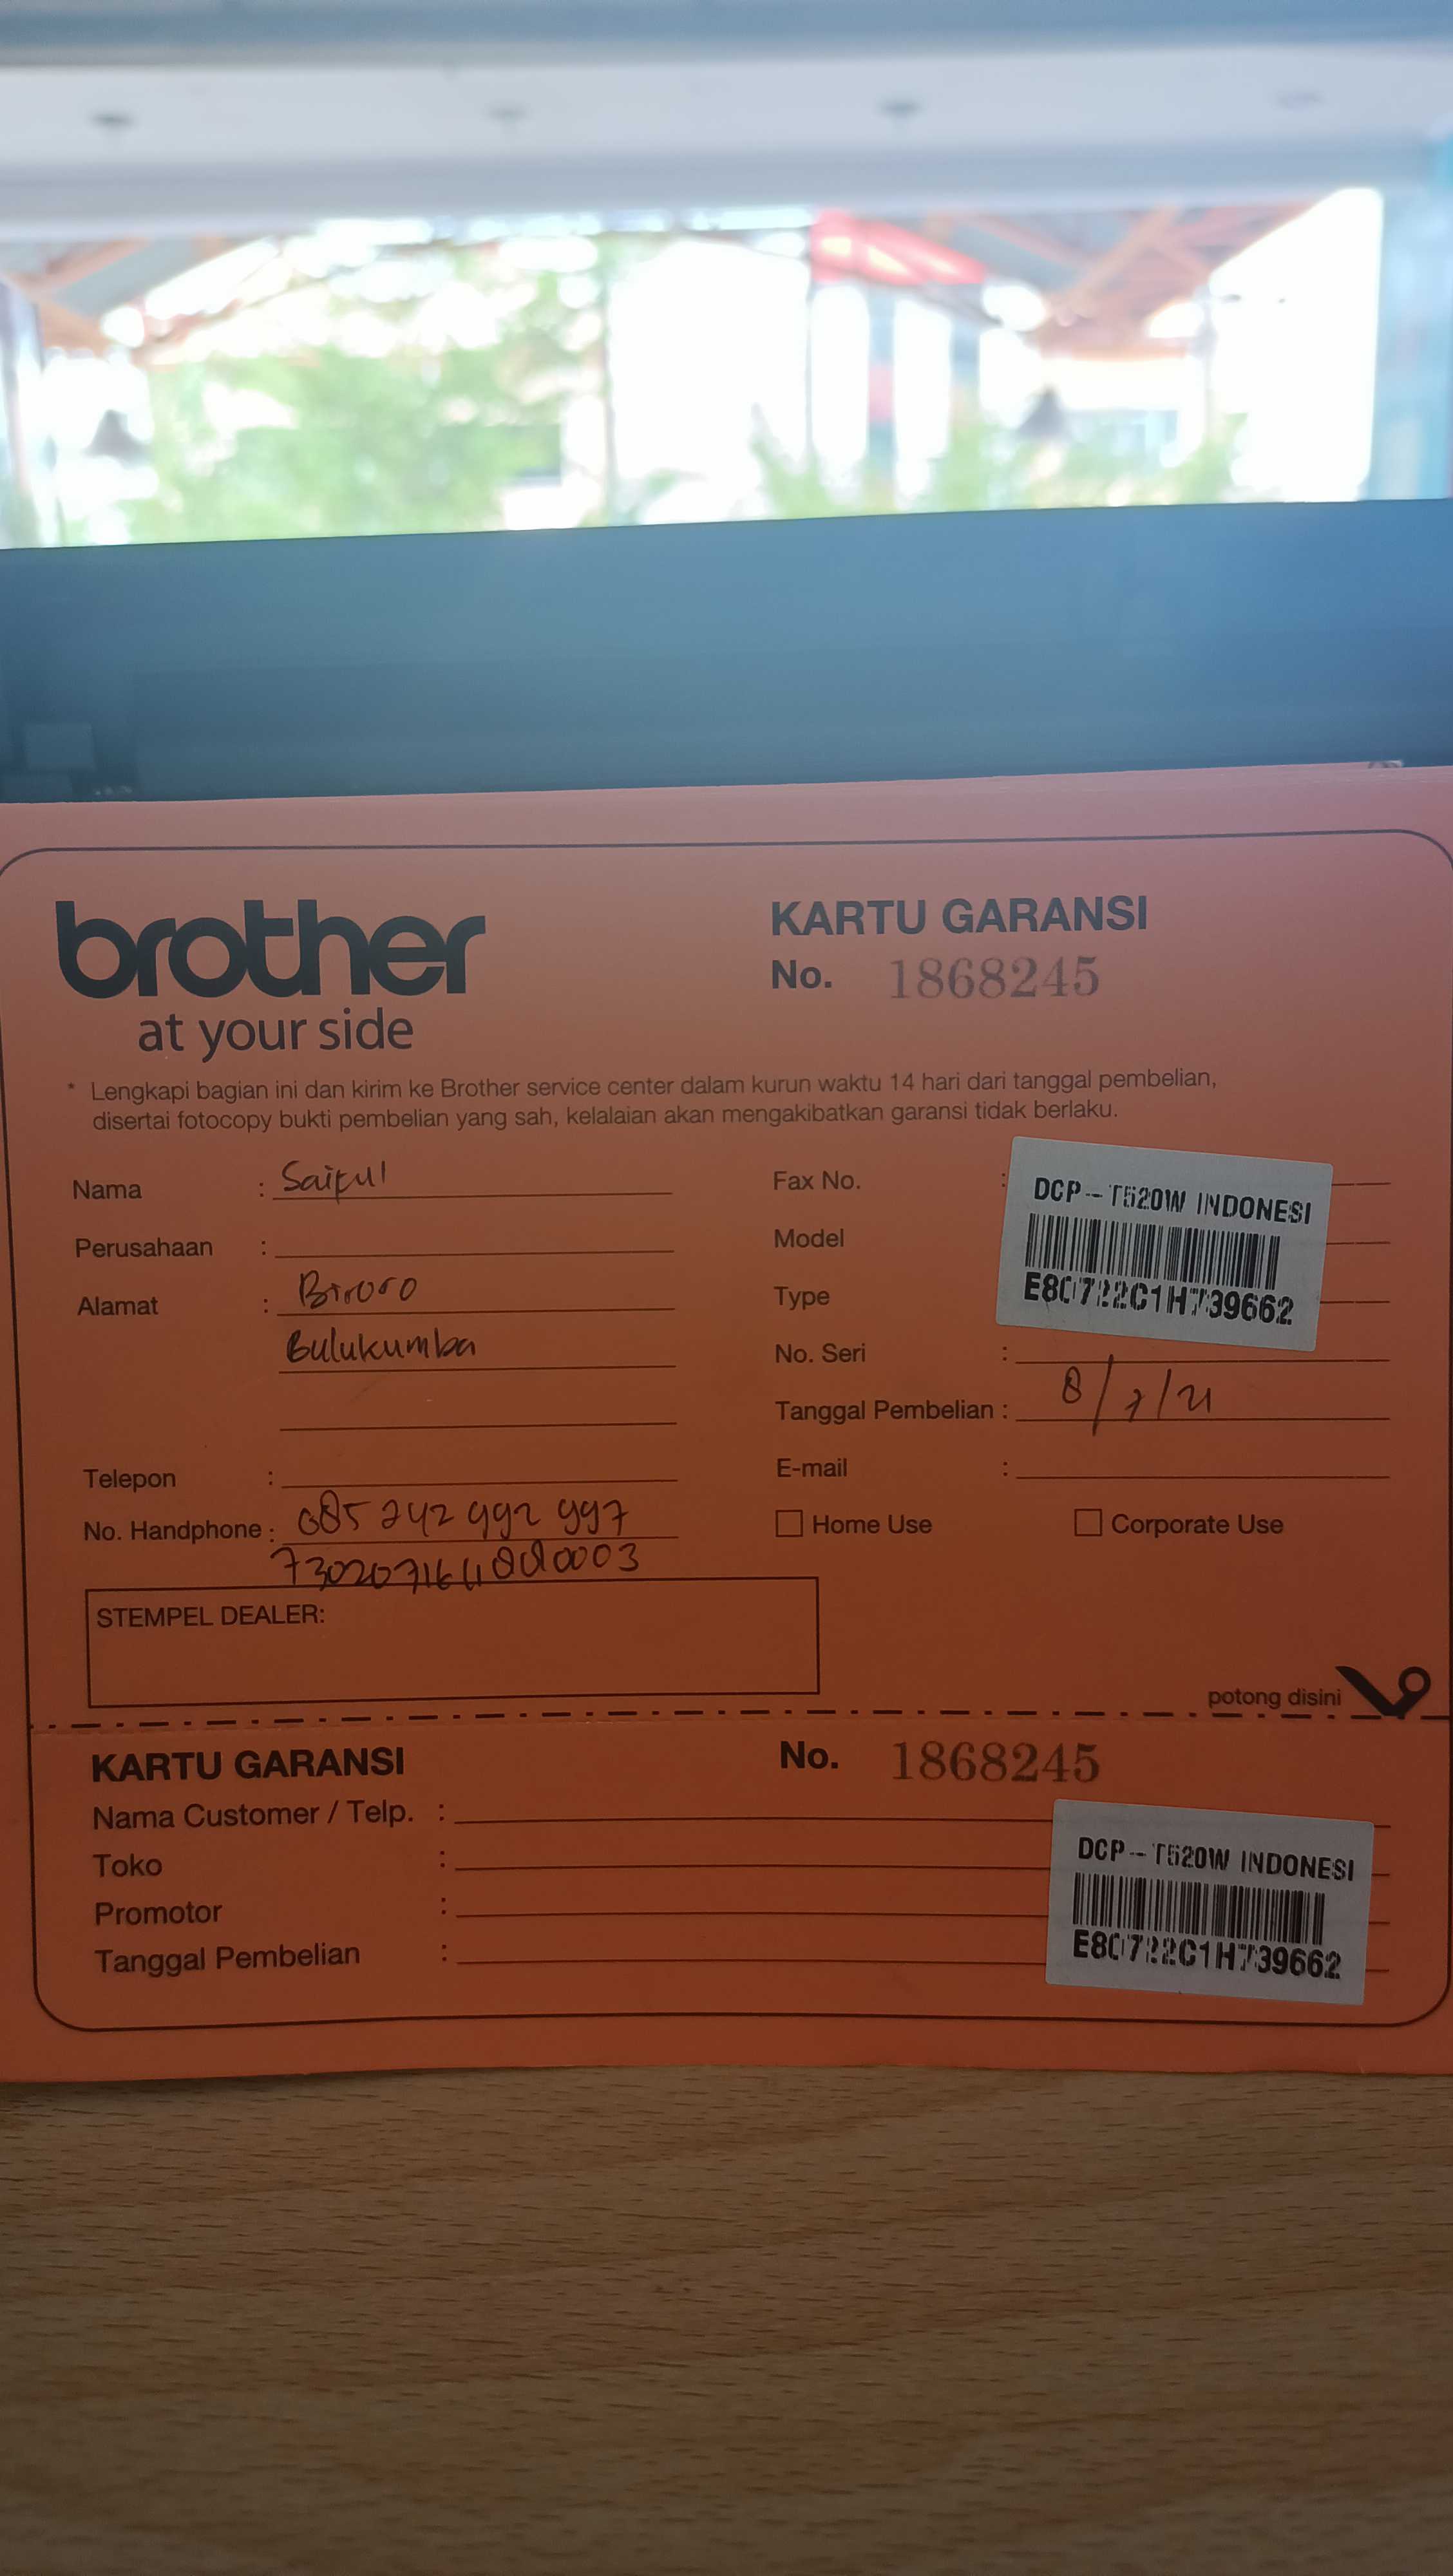 brother
at your side
KARTU GARANSI
No. 1868245
* Lengkapi bagian ini dan kirim ke Brother service center dalam kurun waktu 14 hari dari tanggal pembelian,
disertai fotocopy bukti pembelian yang sah, kelalaian akan mengakibatkan garansi tidak berlaku.
Nama : Saiful
Perusahaan :
Alamat : Biroro
Bulukumba
Telepon :
No. Handphone : 085 242 992 997
Fax No. :
Model
Type
DCP-T520W INDONESI
E80722C1H739662
No. Seri :
Tanggal Pembelian : 8/7/21
E-mail :
Home Use
Corporate Use
STEMPEL DEALER:
potong disini
KARTU GARANSI
No. 1868245
Nama Customer / Telp. :
Toko :
Promotor :
Tanggal Pembelian :
DCP-T520W INDONESI
E80722C1H739662